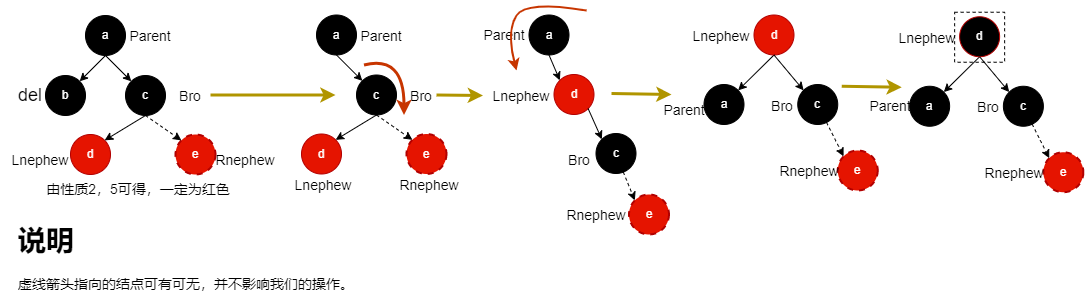 a Parent
del b c Bro
Lnephew d e Rnephew
由性质2，5可得，一定为红色
a Parent
c Bro
d e
Lnephew Rnephew
Parent a
Lnephew d
Bro c
Rnephew e
Lnephew d
Parent a Bro c
Rnephew e
Lnephew d
Parent a Bro c
Rnephew e
说明
虚线箭头指向的结点可有可无，并不影响我们的操作。